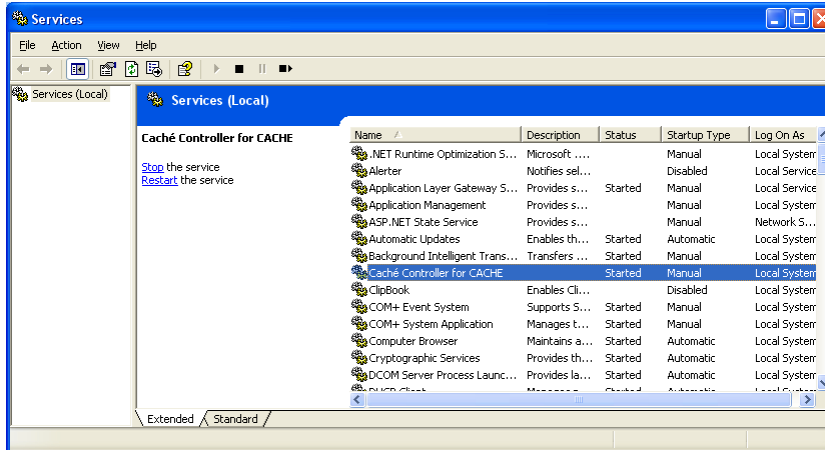 Services
File Action View Help
Services (Local)
Services (Local)
Caché Controller for CACHE
Stop the service
Restart the service
Name Description Status Startup Type Log On As
.NET Runtime Optimization S... Microsoft .... Manual Local System
Alerter Notifies sel... Disabled Local Service
Application Layer Gateway S... Provides s... Started Manual Local Service
Application Management Provides s... Manual Local System
ASP.NET State Service Provides s... Manual Network S...
Automatic Updates Enables th... Started Automatic Local System
Background Intelligent Trans... Transfers ... Started Manual Local System
Caché Controller for CACHE Started Manual Local System
ClipBook Enables Cli... Disabled Local System
COM+ Event System Supports S... Started Manual Local System
COM+ System Application Manages t... Started Manual Local System
Computer Browser Maintains a... Started Automatic Local System
Cryptographic Services Provides th... Started Automatic Local System
DCOM Server Process Launc... Provides la... Started Automatic Local System
DHCP Client Manages n... Started Automatic Local System
Extended Standard